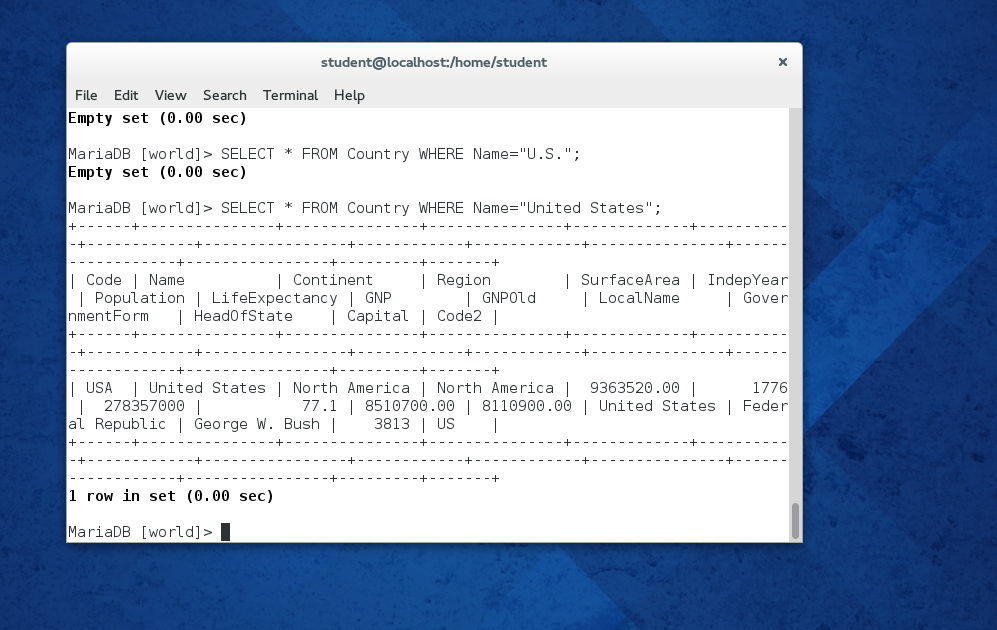 student@localhost:/home/student
File Edit View Search Terminal Help
Empty set (0.00 sec)
MariaDB [world]> SELECT * FROM Country WHERE Name="U.S.";
Empty set (0.00 sec)
MariaDB [world]> SELECT * FROM Country WHERE Name="United States";
+------+---------------+---------------+---------------+-------------+----------
-+------------+----------------+------------+------------+---------------+------
------------+----------------+---------+-------+
| Code | Name          | Continent     | Region        | SurfaceArea | IndepYear
 | Population | LifeExpectancy | GNP        | GNPOld     | LocalName     | Gover
nmentForm   | HeadOfState    | Capital | Code2 |
+------+---------------+---------------+---------------+-------------+----------
-+------------+----------------+------------+------------+---------------+------
------------+----------------+---------+-------+
| USA  | United States | North America | North America |  9363520.00 |      1776
 |  278357000 |           77.1 | 8510700.00 | 8110900.00 | United States | Feder
al Republic | George W. Bush |    3813 | US    |
+------+---------------+---------------+---------------+-------------+----------
-+------------+----------------+------------+------------+---------------+------
------------+----------------+---------+-------+
1 row in set (0.00 sec)
MariaDB [world]>